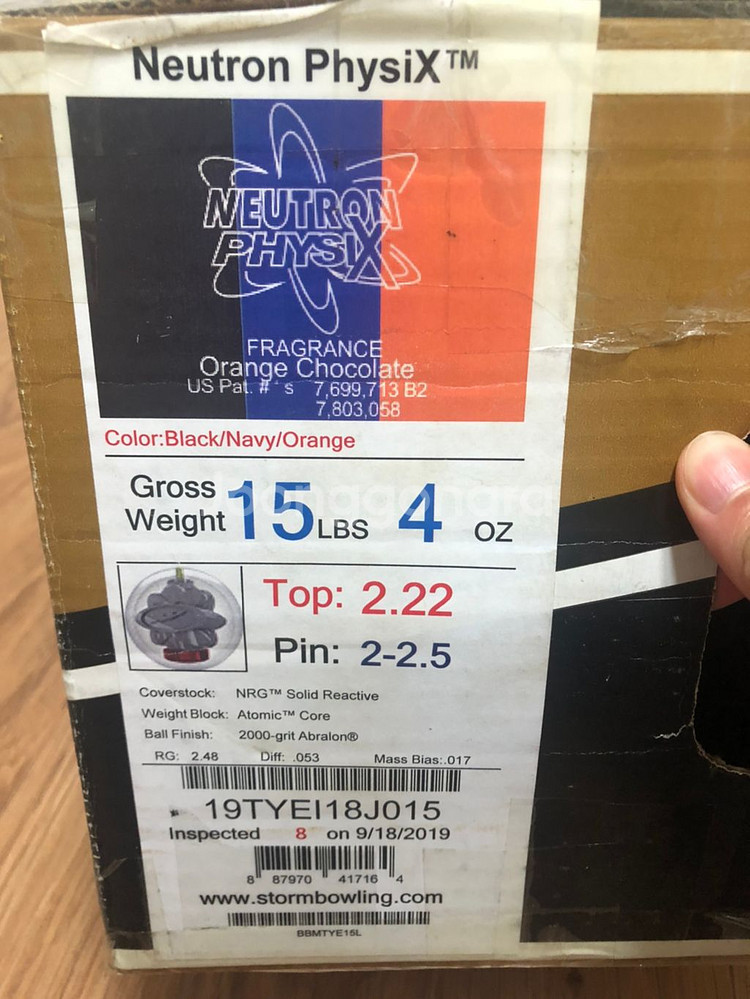 Neutron PhysiX™
NEUTRON
PHYSIX
FRAGRANCE
Orange Chocolate
US Pat. #'s 7,699,713 B2
7,803,058
Color:Black/Navy/Orange
Gross Weight 15 LBS 4 OZ
Top: 2.22
Pin: 2-2.5
Coverstock: NRG™ Solid Reactive
Weight Block: Atomic™ Core
Ball Finish: 2000-grit Abralon®
RG: 2.48 Diff: .053 Mass Bias:.017
19TYEI18J015
Inspected 8 on 9/18/2019
8 87970 41716 4
www.stormbowling.com
BBMTYE15L